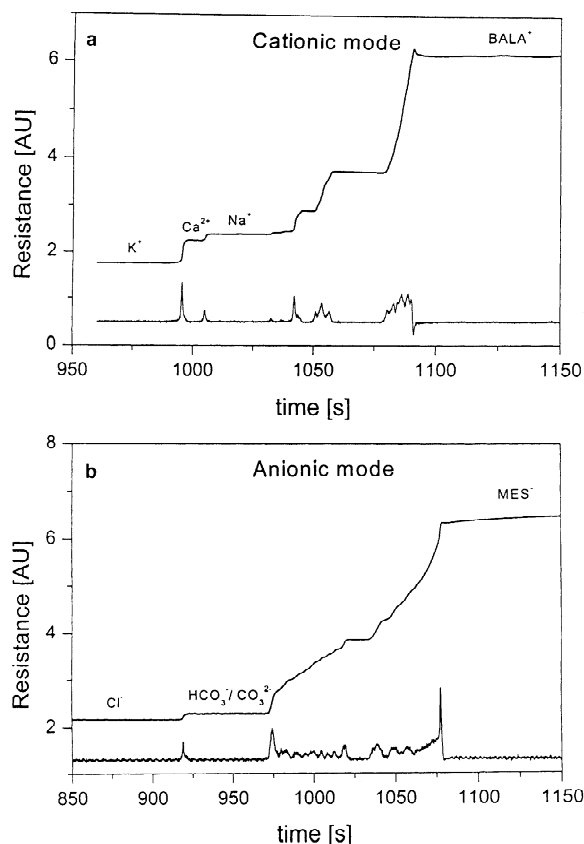 a
Cationic mode
BALA⁺
K⁺
Ca²⁺
Na⁺
Resistance [AU]
6
4
2
0
950
1000
1050
1100
1150
time [s]
b
Anionic mode
MES⁻
Cl⁻
HCO₃⁻/ CO₃²⁻
Resistance [AU]
8
6
4
2
850
900
950
1000
1050
1100
1150
time [s]